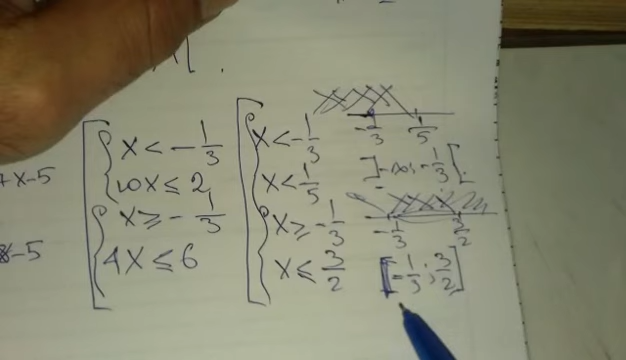 x < -1/3
10x ≤ 2
x ≥ -1/3
4x ≤ 6
x < -1/3
x < 1/5
x ≥ -1/3
x ≤ 3/2
-1/3 1/5
]-∞; -1/3[
-1/3 3/2
[-1/3; 3/2]
x-5
-5